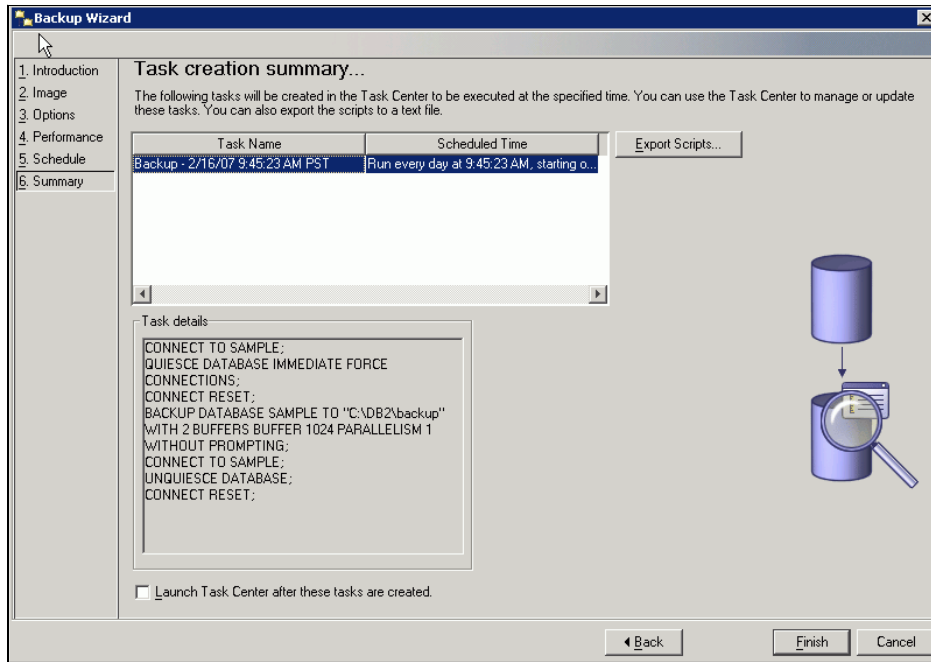 Backup Wizard
1. Introduction
2. Image
3. Options
4. Performance
5. Schedule
6. Summary
Task creation summary...
The following tasks will be created in the Task Center to be executed at the specified time. You can use the Task Center to manage or update
these tasks. You can also export the scripts to a text file.
Task Name Scheduled Time
Backup - 2/16/07 9:45:23 AM PST Run every day at 9:45:23 AM, starting o...
Export Scripts...
Task details
CONNECT TO SAMPLE;
QUIESCE DATABASE IMMEDIATE FORCE
CONNECTIONS;
CONNECT RESET;
BACKUP DATABASE SAMPLE TO "C:\DB2\backup"
WITH 2 BUFFERS BUFFER 1024 PARALLELISM 1
WITHOUT PROMPTING;
CONNECT TO SAMPLE;
UNQUIESCE DATABASE;
CONNECT RESET;
Launch Task Center after these tasks are created.
Back Finish Cancel